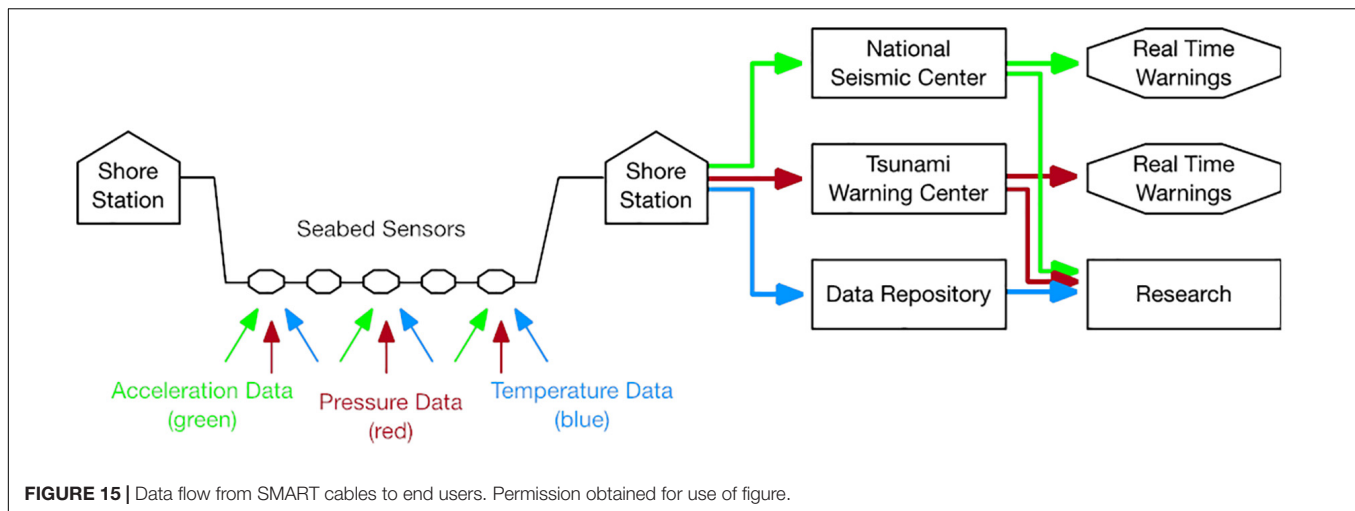 Shore
Station
Seabed Sensors
Acceleration Data
(green)
Pressure Data
(red)
Temperature Data
(blue)
Shore
Station
National
Seismic Center
Real Time
Warnings
Tsunami
Warning Center
Real Time
Warnings
Data Repository
Research
FIGURE 15 | Data flow from SMART cables to end users. Permission obtained for use of figure.